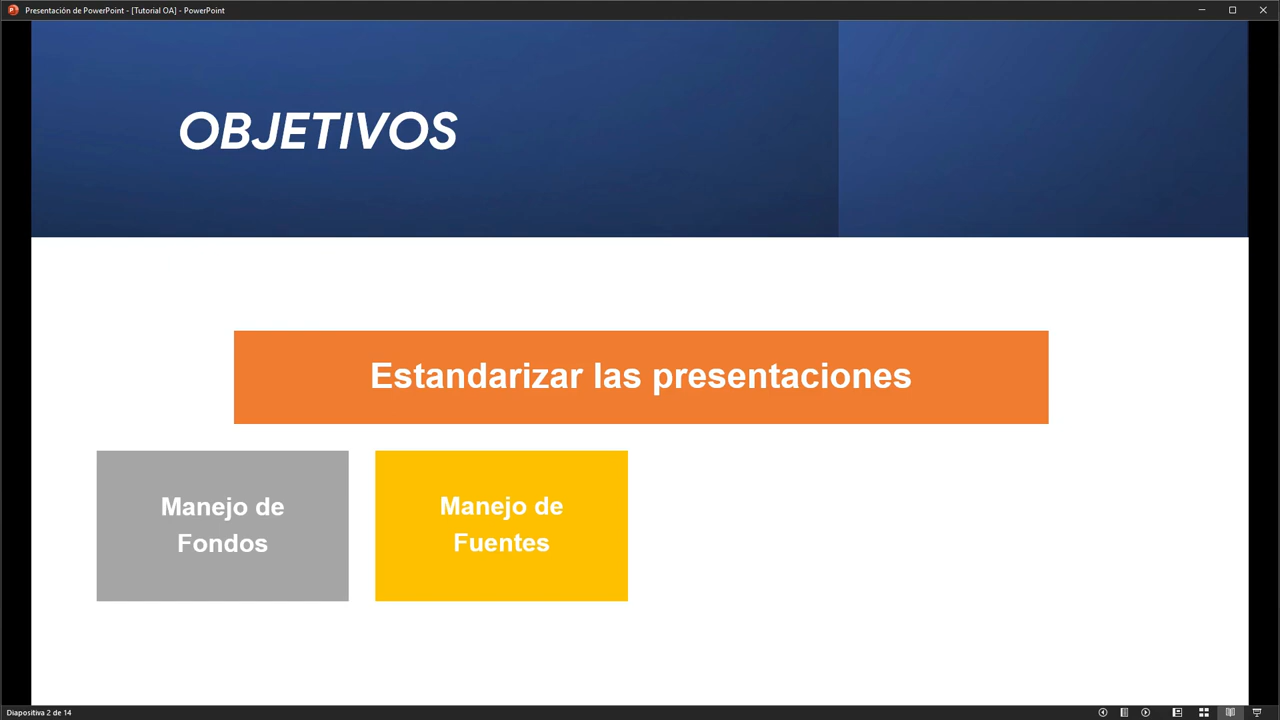 Presentación de PowerPoint - [Tutorial OA] - PowerPoint
OBJETIVOS
Estandarizar las presentaciones
Manejo de
Fondos
Manejo de
Fuentes
Diapositiva 2 de 14